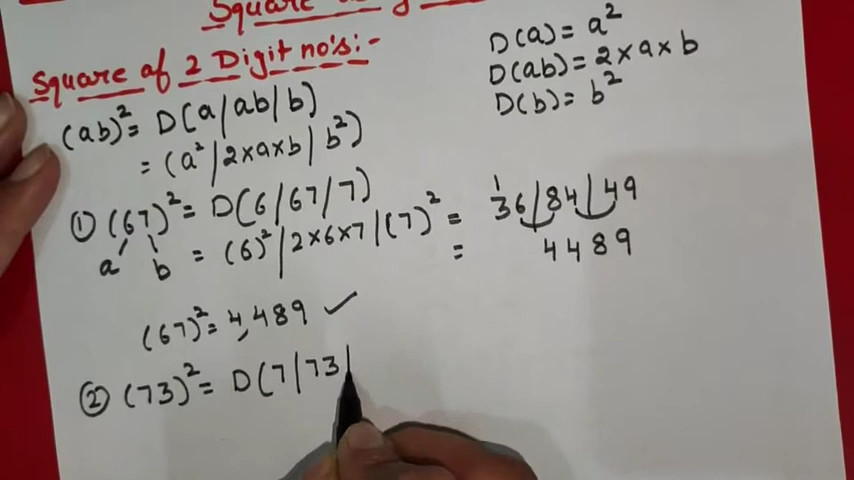 Square
Square of 2 Digit no's:-
D(a) = a²
D(ab) = 2×a×b
D(b) = b²
(ab)² = D(a/ab/b)
= (a²/2×a×b/b²)
① (67)² = D(6/67/7)
a b = (6)²/2×6×7/(7)² = 36/84/49
1
= 4489
(67)² = 4,489 ✓
② (73)² = D(7/73/